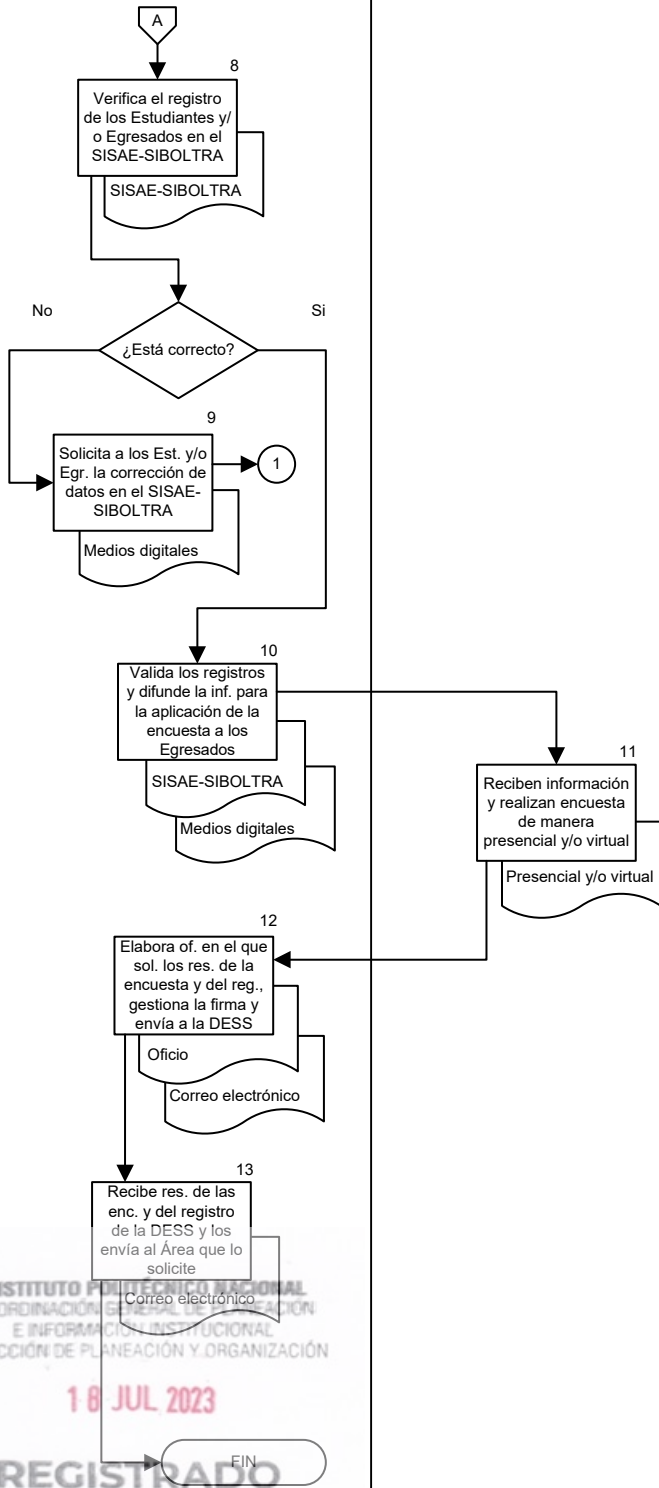 A
8
Verifica el registro
de los Estudiantes y/
o Egresados en el
SISAE-SIBOLTRA
SISAE-SIBOLTRA
No
Si
¿Está correcto?
9
Solicita a los Est. y/o
Egr. la corrección de
datos en el SISAE-
SIBOLTRA
1
Medios digitales
10
Valida los registros
y difunde la inf. para
la aplicación de la
encuesta a los
Egresados
SISAE-SIBOLTRA
Medios digitales
11
Reciben información
y realizan encuesta
de manera
presencial y/o virtual
Presencial y/o virtual
12
Elabora of. en el que
sol. los res. de la
encuesta y del reg.,
gestiona la firma y
envía a la DESS
Oficio
Correo electrónico
13
Recibe res. de las
enc. y del registro
de la DESS y los
envía al Área que lo
solicite
Correo electrónico
STITUTO POLITÉCNICO NACIONAL
ORDINACIÓN GENERAL DE PLANEACIÓN
E INFORMACIÓN INSTITUCIONAL
CCIÓN DE PLANEACIÓN Y ORGANIZACIÓN
18 JUL 2023
FIN
REGISTRADO